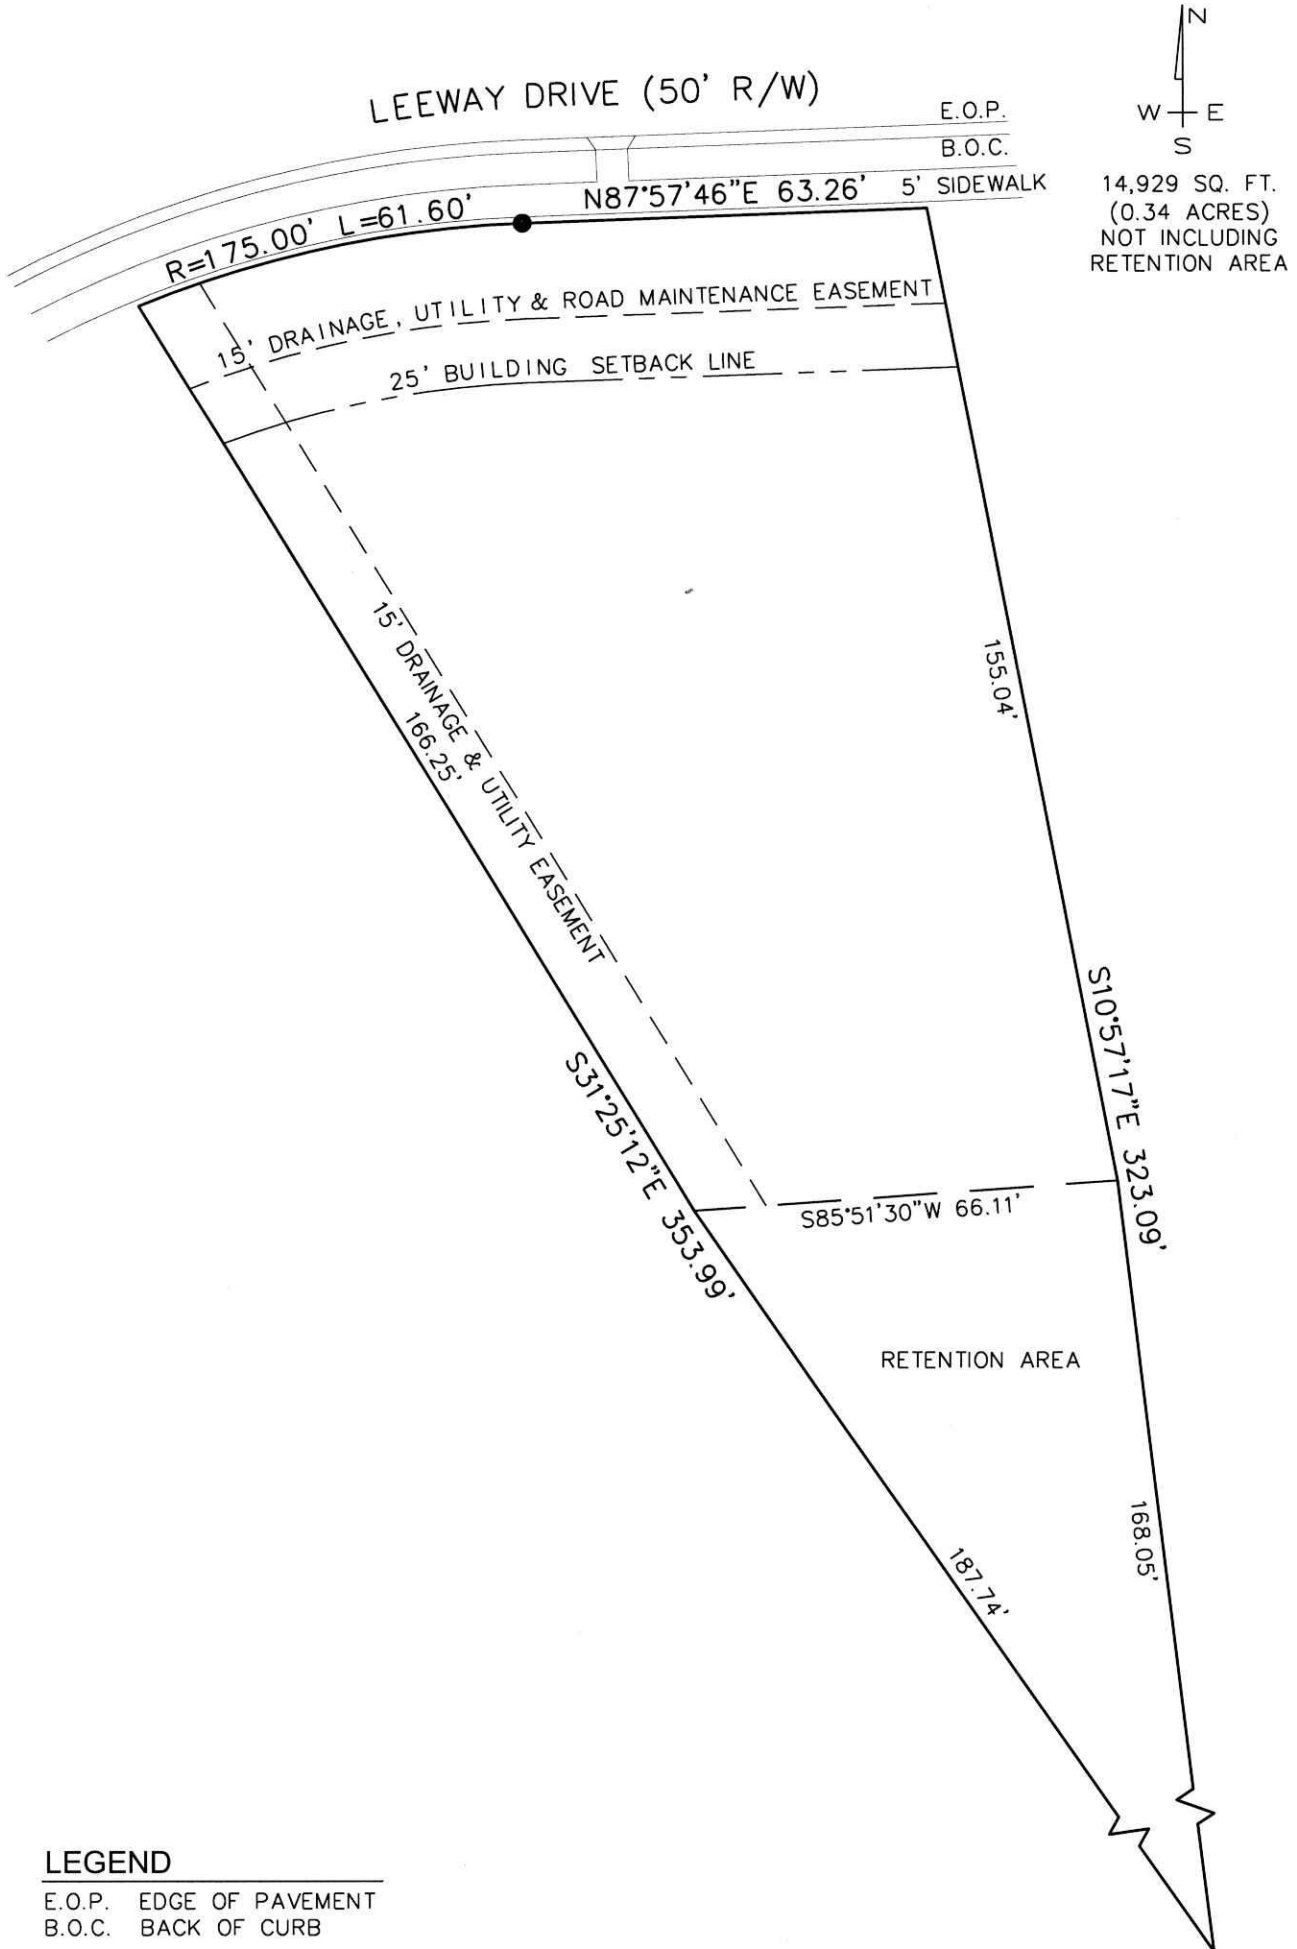 N
LEEWAY DRIVE (50' R/W)
E.O.P.
W E
B.O.C.
S
R=175.00' L=61.60'
N87°57'46"E 63.26'
5' SIDEWALK
14,929 SQ. FT.
(0.34 ACRES)
NOT INCLUDING
RETENTION AREA
15' DRAINAGE, UTILITY & ROAD MAINTENANCE EASEMENT
25' BUILDING SETBACK LINE
15' DRAINAGE & UTILITY EASEMENT
166.25'
155.04'
S31°25'12"E 353.99'
S10°57'17"E 323.09'
S85°51'30"W 66.11'
RETENTION AREA
187.74'
168.05'
LEGEND
E.O.P. EDGE OF PAVEMENT
B.O.C. BACK OF CURB